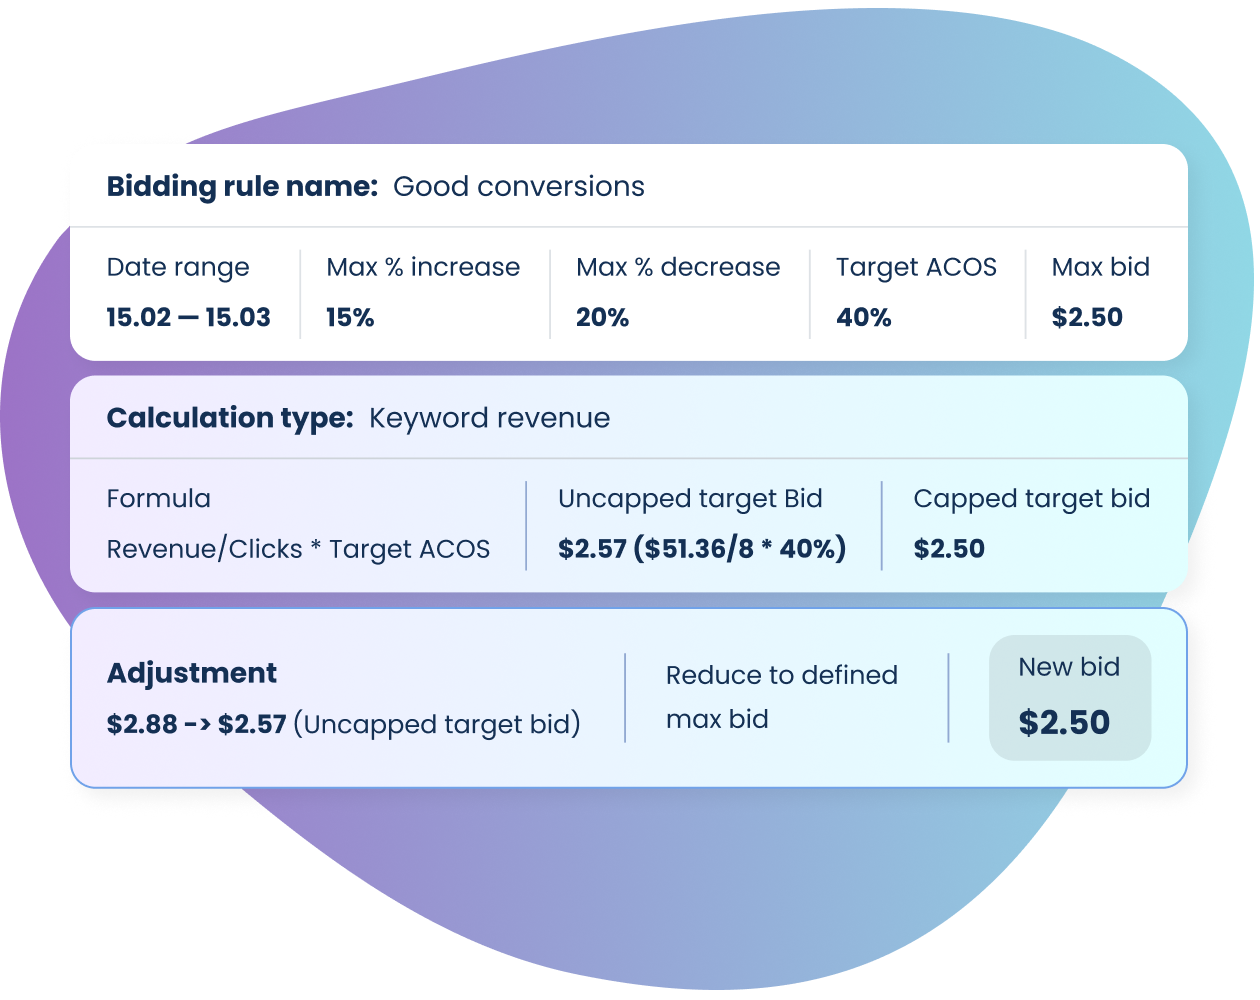 Bidding rule name: Good conversions
Date range
15.02 — 15.03
Max % increase
15%
Max % decrease
20%
Target ACOS
40%
Max bid
$2.50
Calculation type: Keyword revenue
Formula
Revenue/Clicks * Target ACOS
Uncapped target Bid
$2.57 ($51.36/8 * 40%)
Capped target bid
$2.50
Adjustment
$2.88 -> $2.57 (Uncapped target bid)
Reduce to defined
max bid
New bid
$2.50